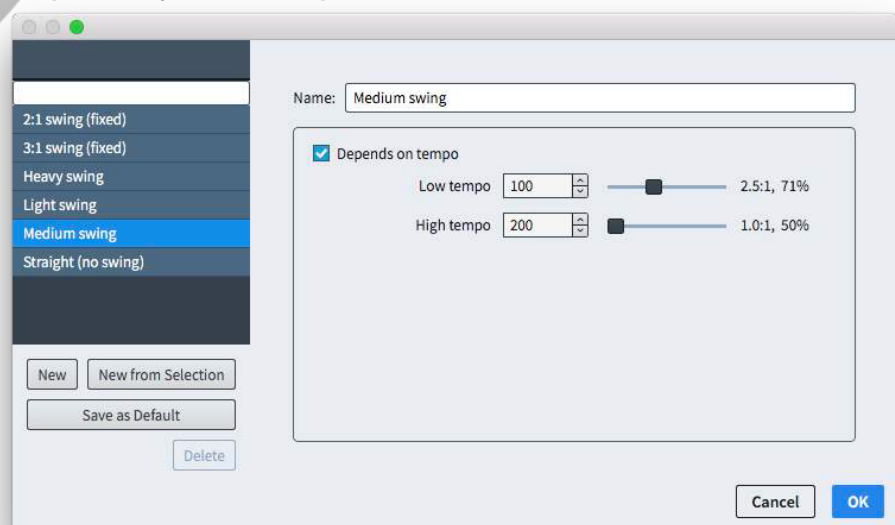 2:1 swing (fixed)
3:1 swing (fixed)
Heavy swing
Light swing
Medium swing
Straight (no swing)
New
New from Selection
Save as Default
Delete
Name: Medium swing
Depends on tempo
Low tempo 100 2.5:1, 71%
High tempo 200 1.0:1, 50%
Cancel
OK